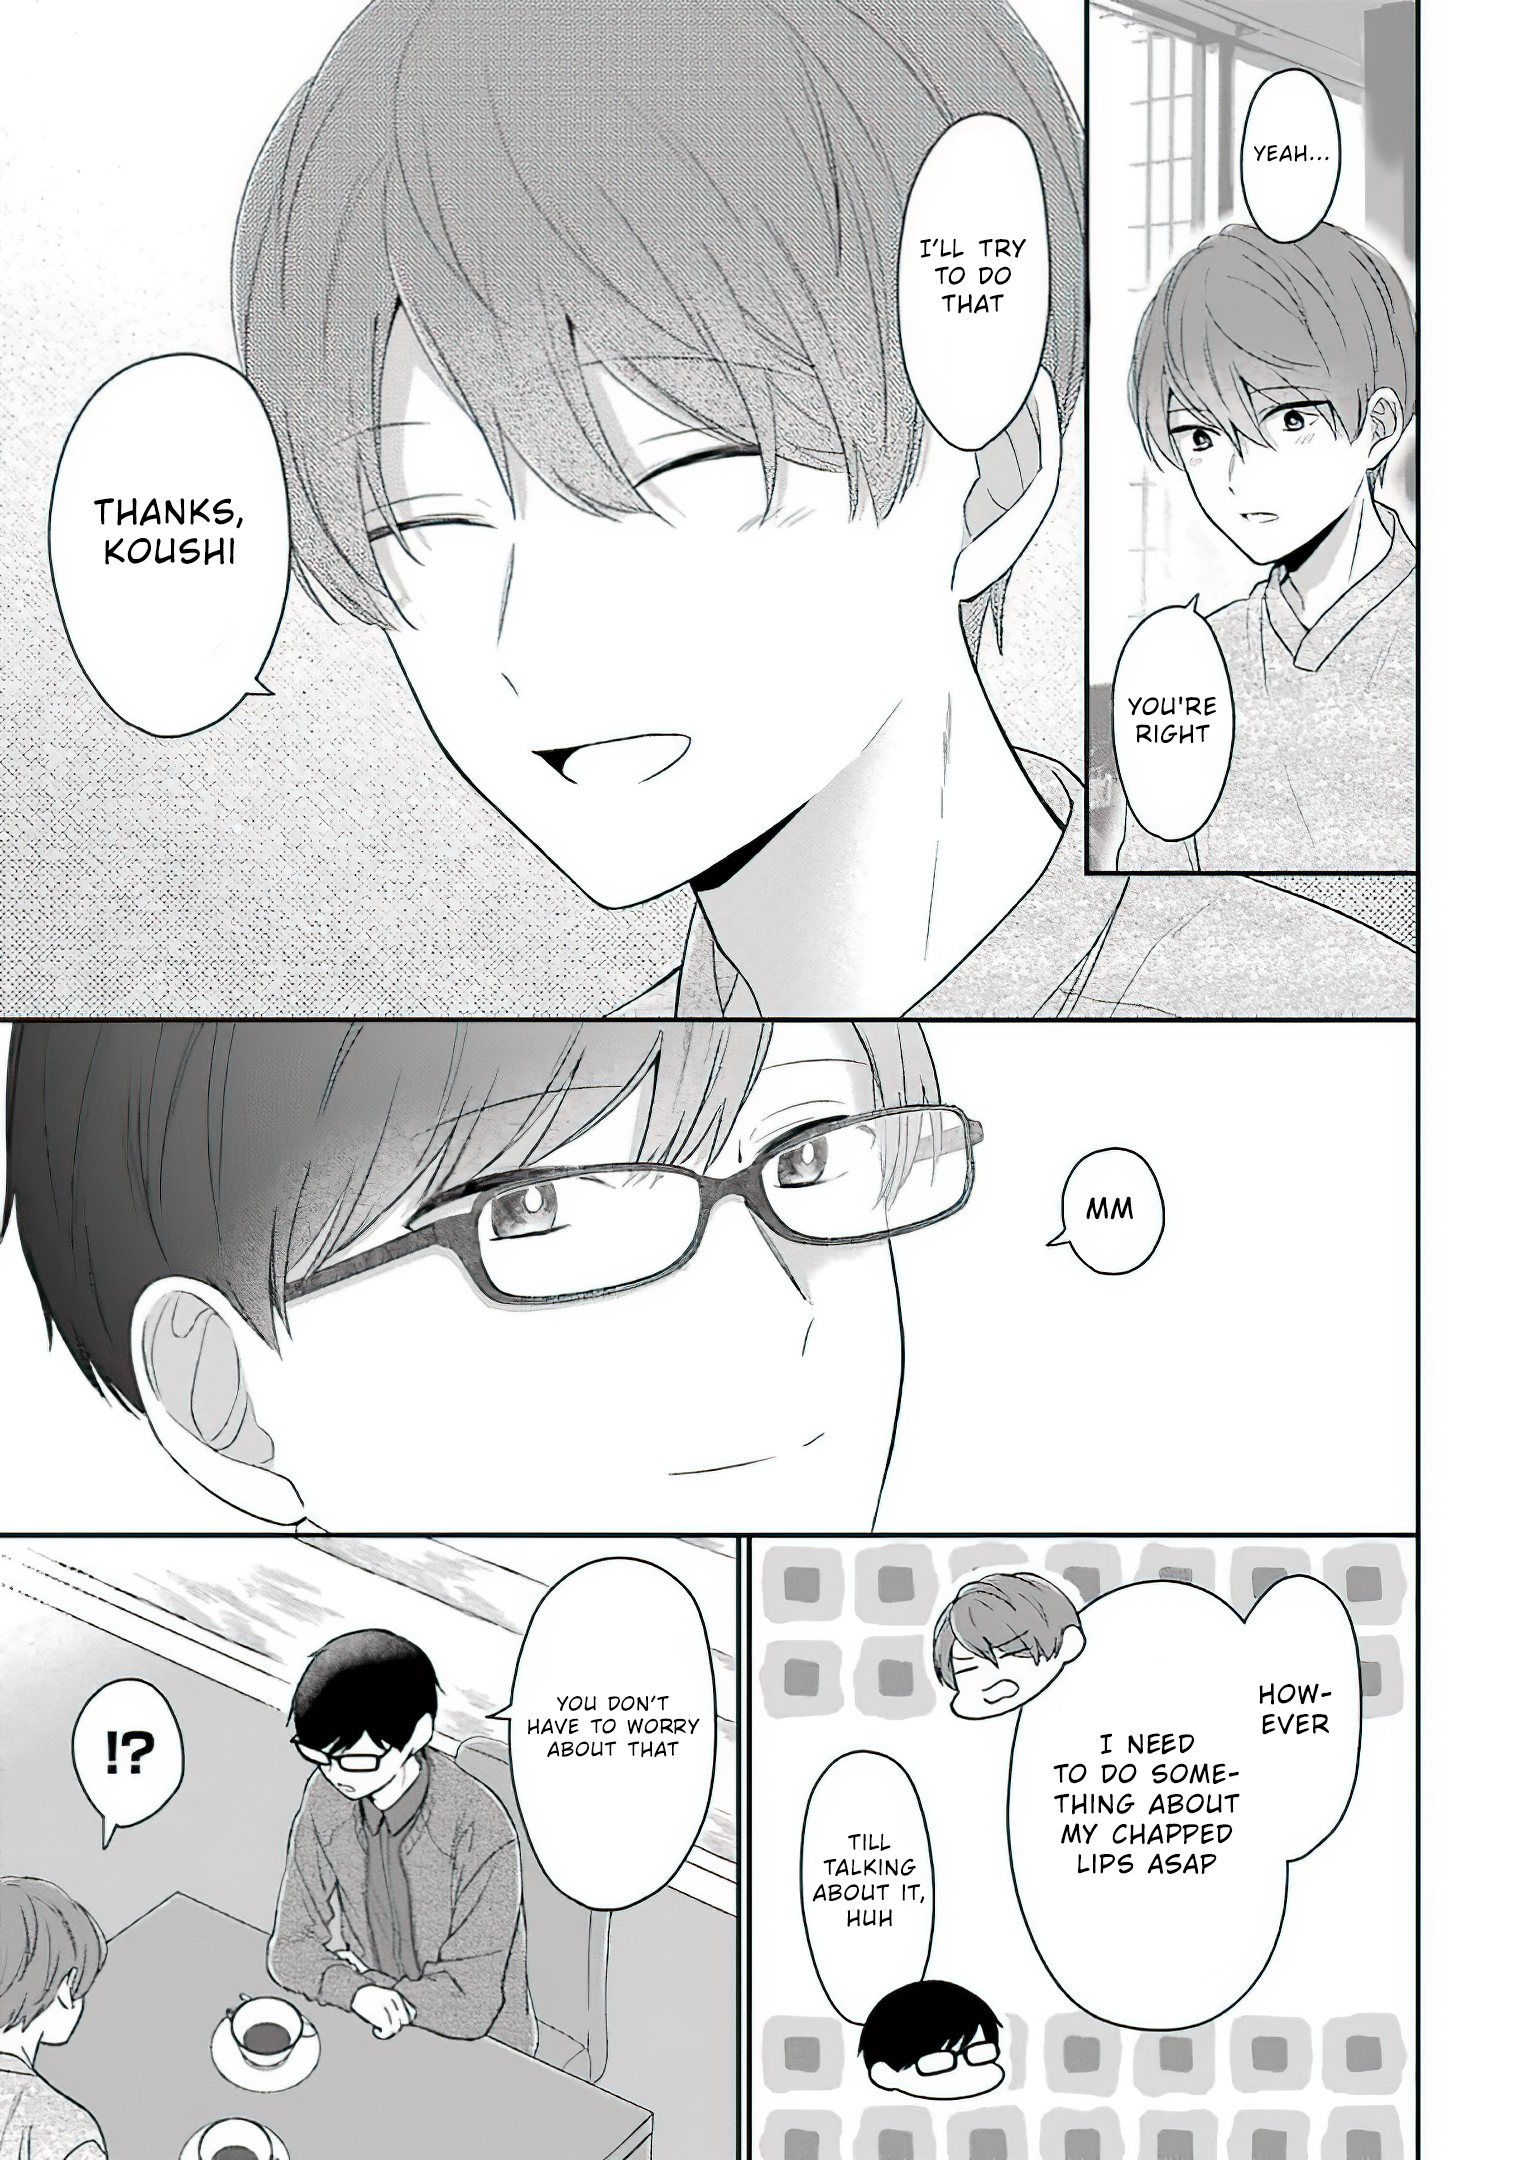 YEAH...
YOU'RE
RIGHT
I'LL TRY
TO DO
THAT
THANKS,
KOUSHI
MM
HOW-
EVER
I NEED
TO DO SOME-
THING ABOUT
MY CHAPPED
LIPS ASAP
TILL
TALKING
ABOUT IT,
HUH
YOU DON'T
HAVE TO WORRY
ABOUT THAT
!?